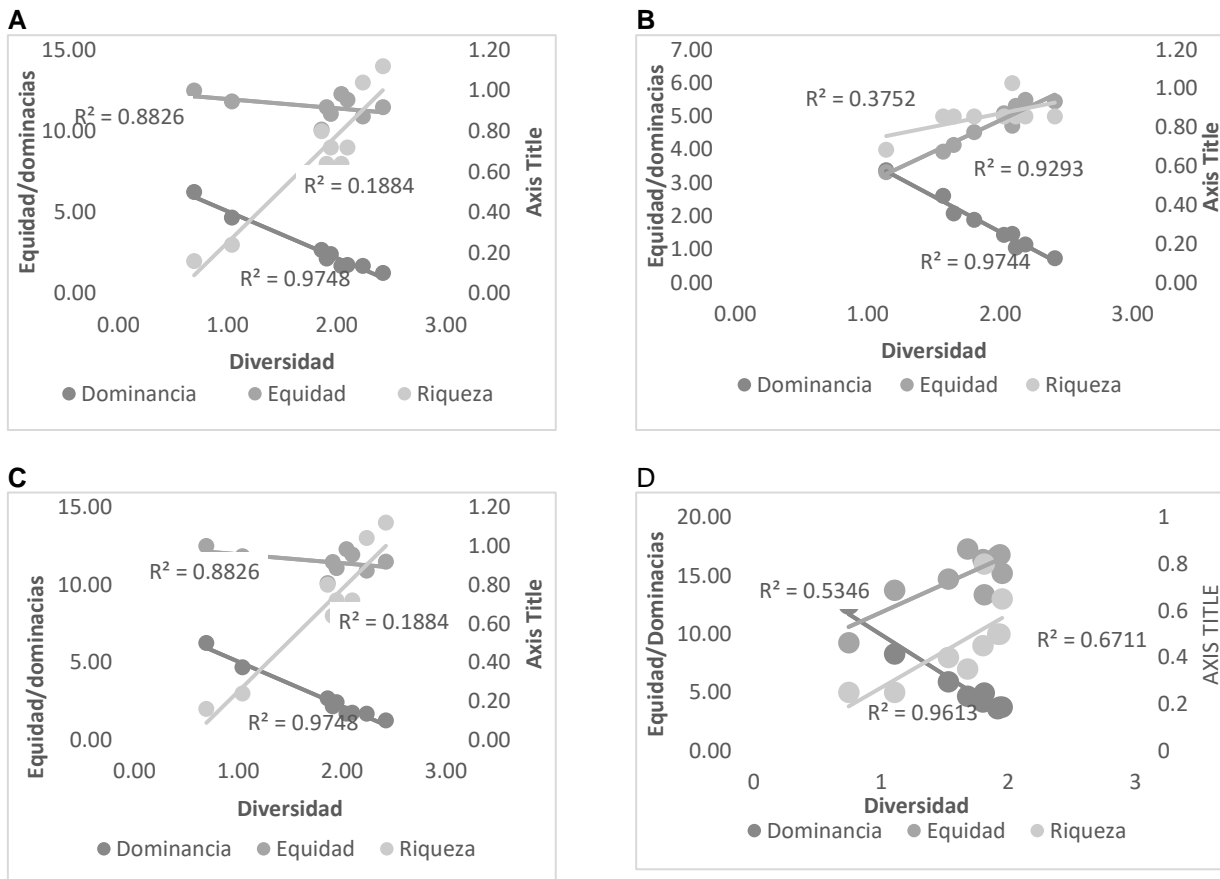 A
15.00
10.00
5.00
0.00
Equidad/dominacias
1.20
1.00
0.80
0.60
0.40
0.20
0.00
Axis Title
R² = 0.8826
R² = 0.1884
R² = 0.9748
0.00 1.00 2.00 3.00
Diversidad
Dominancia Equidad Riqueza
B
7.00
6.00
5.00
4.00
3.00
2.00
1.00
0.00
Equidad/dominacias
1.20
1.00
0.80
0.60
0.40
0.20
0.00
Axis Title
R² = 0.3752
R² = 0.9293
R² = 0.9744
0.00 1.00 2.00 3.00
Diversidad
Dominancia Equidad Riqueza
C
15.00
10.00
5.00
0.00
Equidad/dominacias
1.20
1.00
0.80
0.60
0.40
0.20
0.00
Axis Title
R² = 0.8826
R² = 0.1884
R² = 0.9748
0.00 1.00 2.00 3.00
Diversidad
Dominancia Equidad Riqueza
D
20.00
15.00
10.00
5.00
0.00
Equidad/Dominacias
1
0.8
0.6
0.4
0.2
0
AXIS TITLE
R² = 0.5346
R² = 0.6711
R² = 0.9613
0 1 2 3
Diversidad
Dominancia Equidad Riqueza